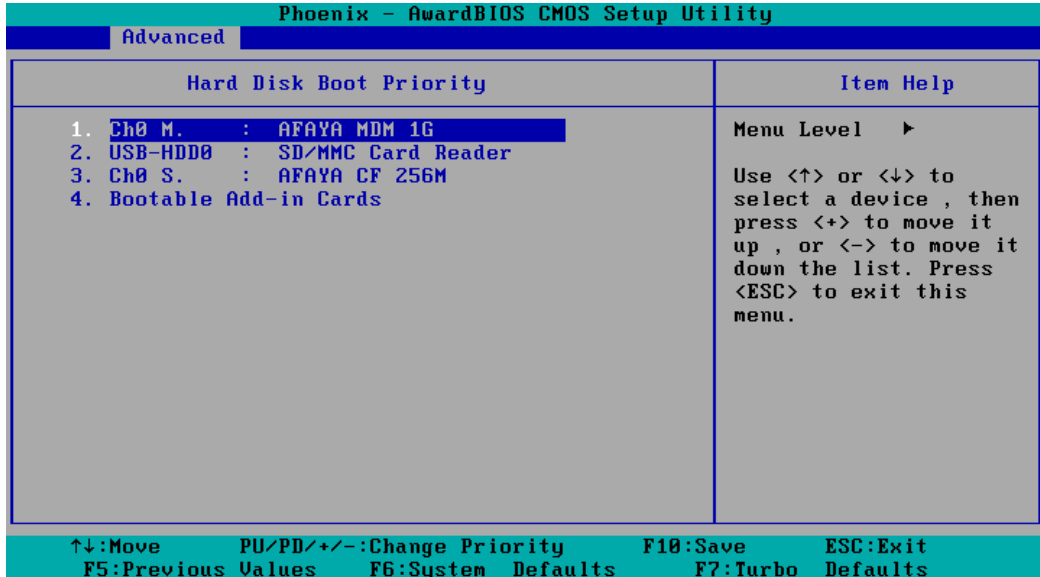 Phoenix - AwardBIOS CMOS Setup Utility
Advanced
Hard Disk Boot Priority
1. Ch0 M. : AFAYA MDM 1G
2. USB-HDD0 : SD/MMC Card Reader
3. Ch0 S. : AFAYA CF 256M
4. Bootable Add-in Cards
Item Help
Menu Level ►
Use <↑> or <↓> to
select a device , then
press <+> to move it
up , or <-> to move it
down the list. Press
<ESC> to exit this
menu.
↑↓:Move PU/PD/+/-:Change Priority F10:Save ESC:Exit
F5:Previous Values F6:System Defaults F7:Turbo Defaults